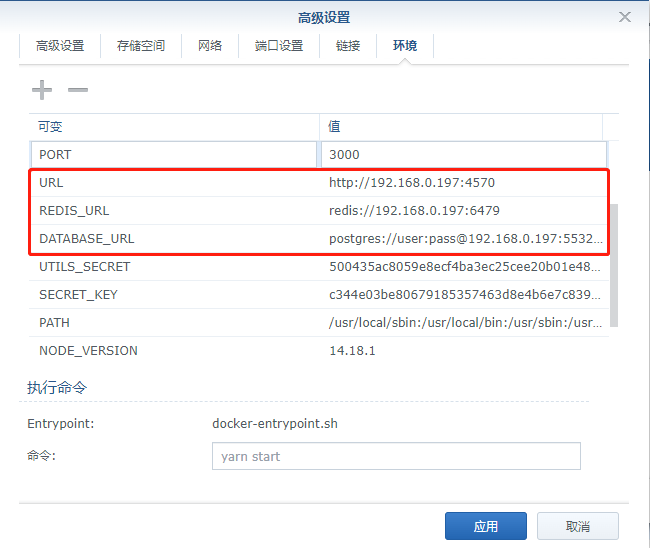 高级设置
高级设置 存储空间 网络 端口设置 链接 环境
可变 值
PORT 3000
URL http://192.168.0.197:4570
REDIS_URL redis://192.168.0.197:6479
DATABASE_URL postgres://user:pass@192.168.0.197:5532...
UTILS_SECRET 500435ac8059e8ecf4ba3ec25cee20b01e48...
SECRET_KEY c344e03be80679185357463d8e4b6e7c839...
PATH /usr/local/sbin:/usr/local/bin:/usr/sbin:/usr...
NODE_VERSION 14.18.1
执行命令
Entrypoint: docker-entrypoint.sh
命令: yarn start
应用 取消